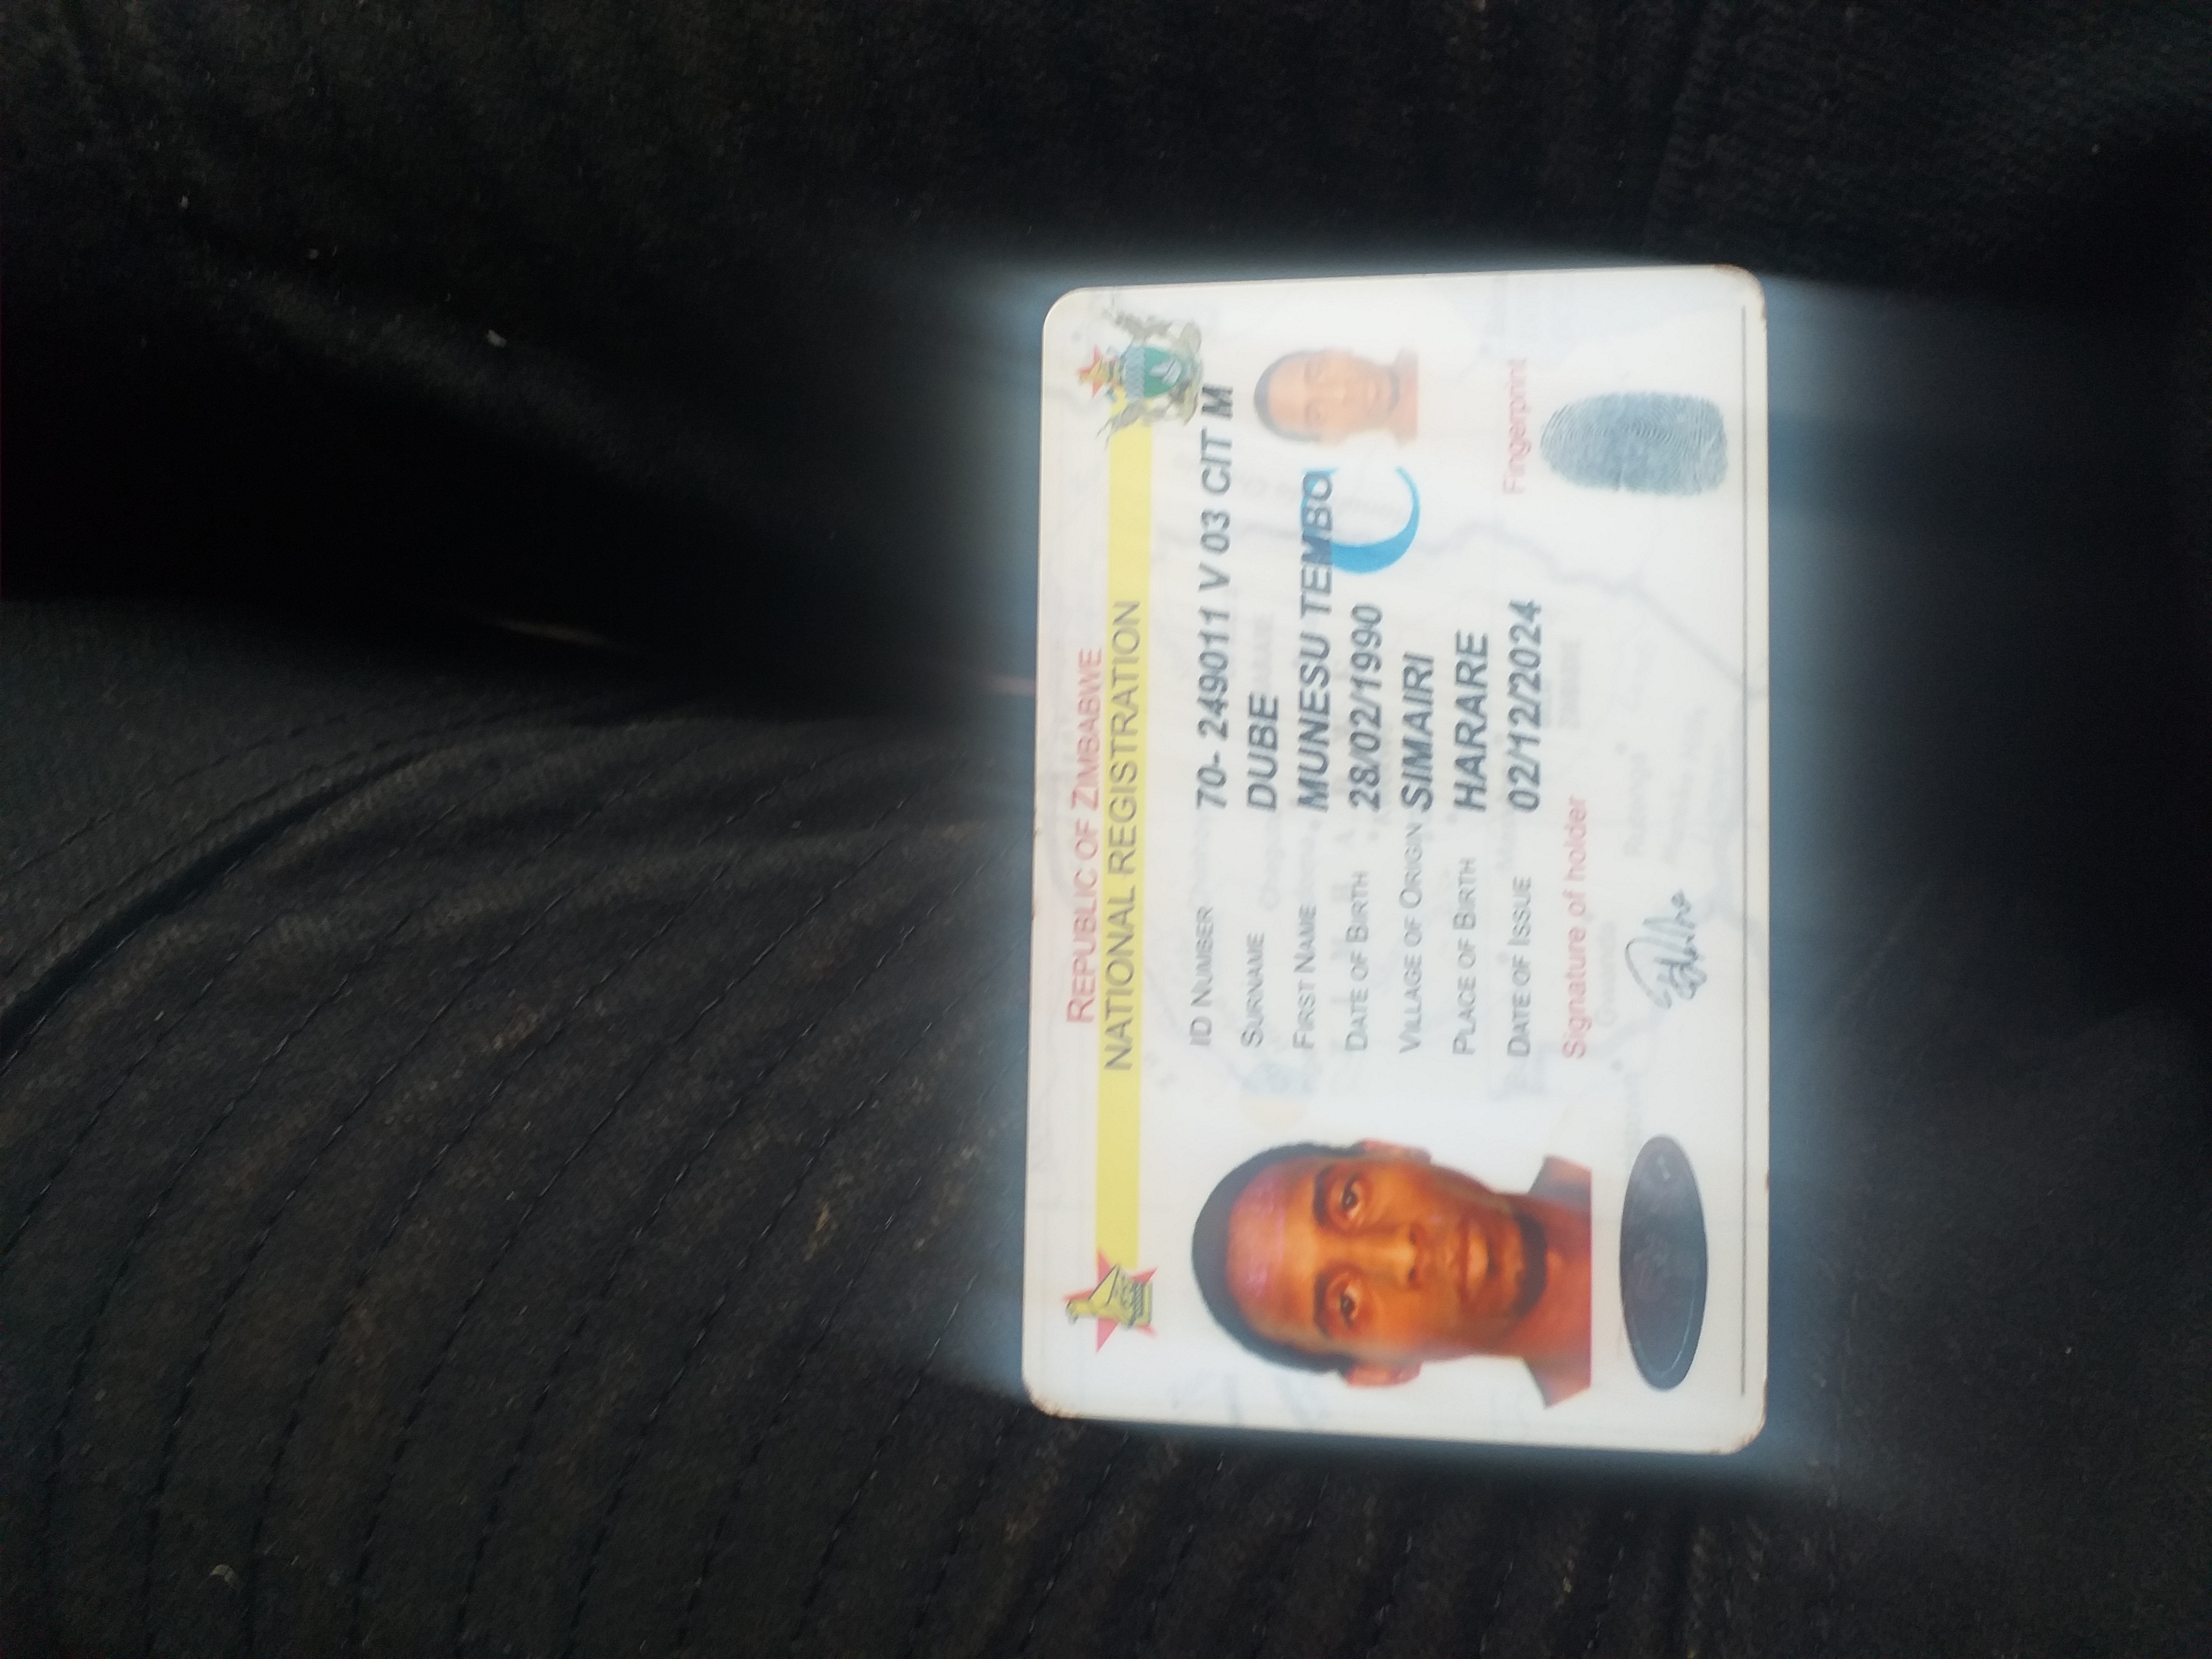 REPUBLIC OF ZIMBABWE
NATIONAL REGISTRATION
ID NUMBER 70- 249011 V 03 CIT M
SURNAME DUBE
FIRST NAME MUNESU TEMBO
DATE OF BIRTH 28/02/1990
VILLAGE OF ORIGIN SIMAIRI
PLACE OF BIRTH HARARE
DATE OF ISSUE 02/12/2024
Signature of holder
Fingerprint